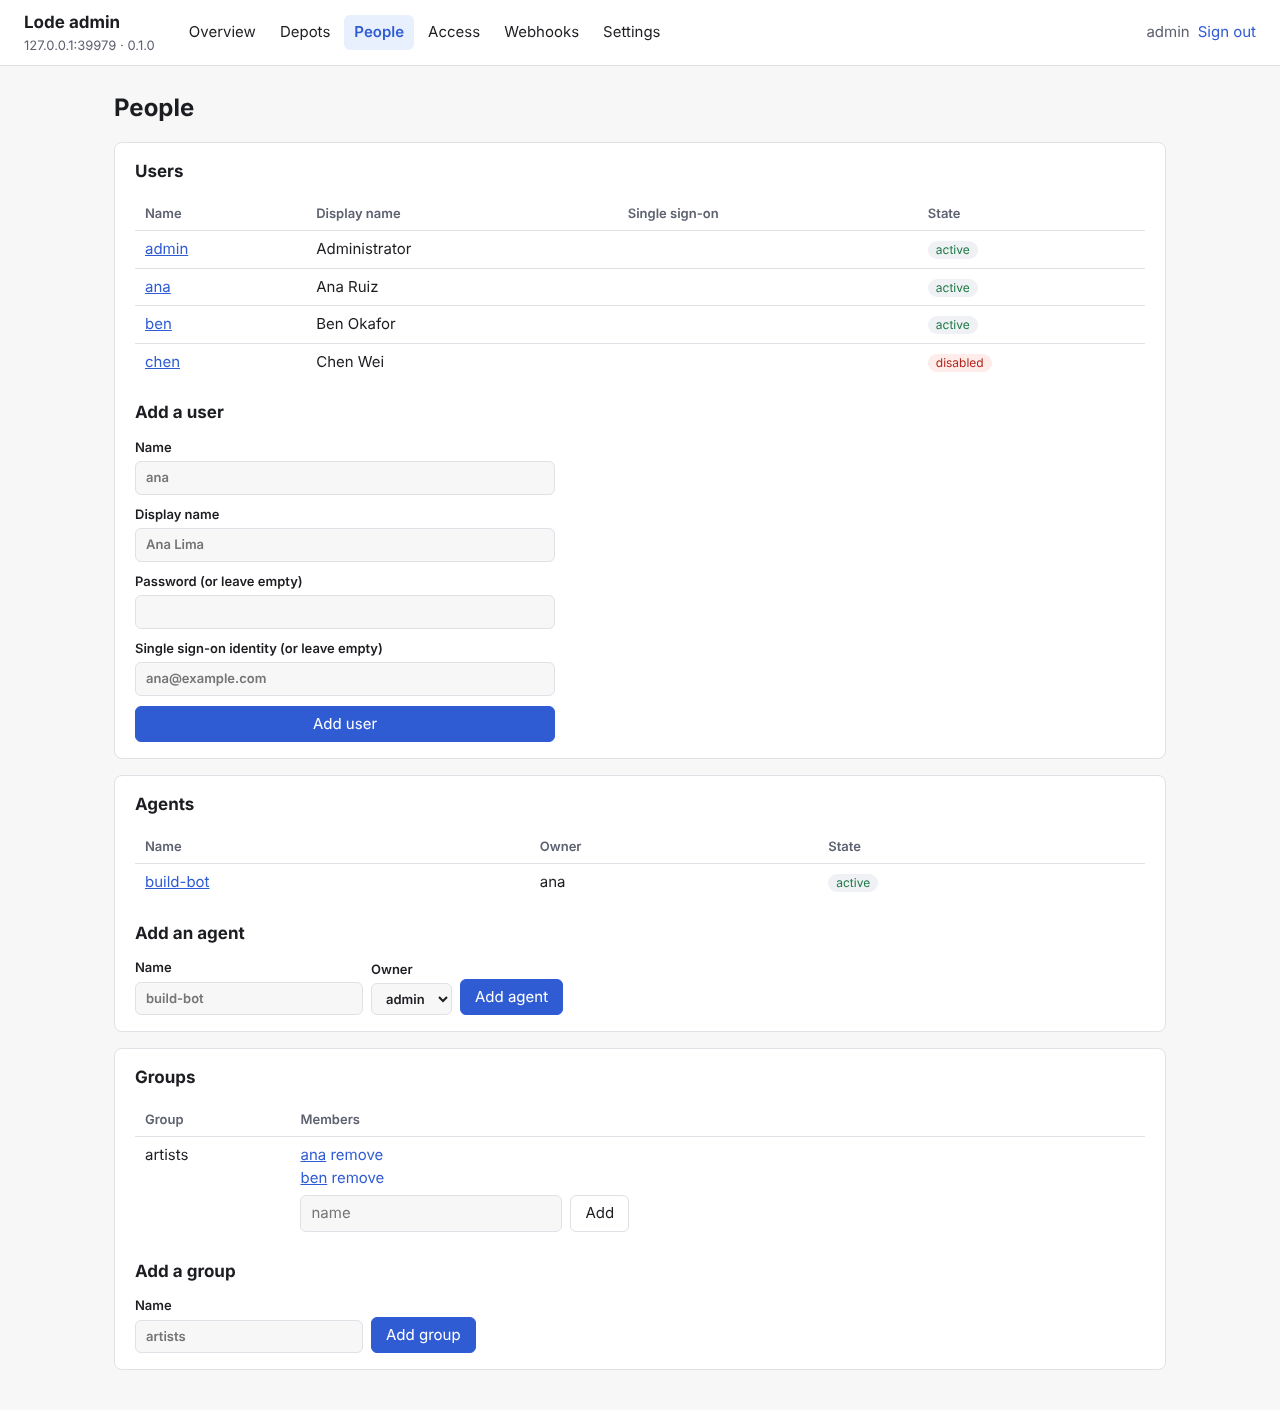 Lode admin
127.0.0.1:39979 · 0.1.0
Overview Depots People Access Webhooks Settings
admin Sign out
People
Users
Name Display name Single sign-on State
admin Administrator active
ana Ana Ruiz active
ben Ben Okafor active
chen Chen Wei disabled
Add a user
Name
ana
Display name
Ana Lima
Password (or leave empty)
Single sign-on identity (or leave empty)
ana@example.com
Add user
Agents
Name Owner State
build-bot ana active
Add an agent
Name Owner
build-bot admin Add agent
Groups
Group Members
artists ana remove
ben remove
name Add
Add a group
Name
artists Add group